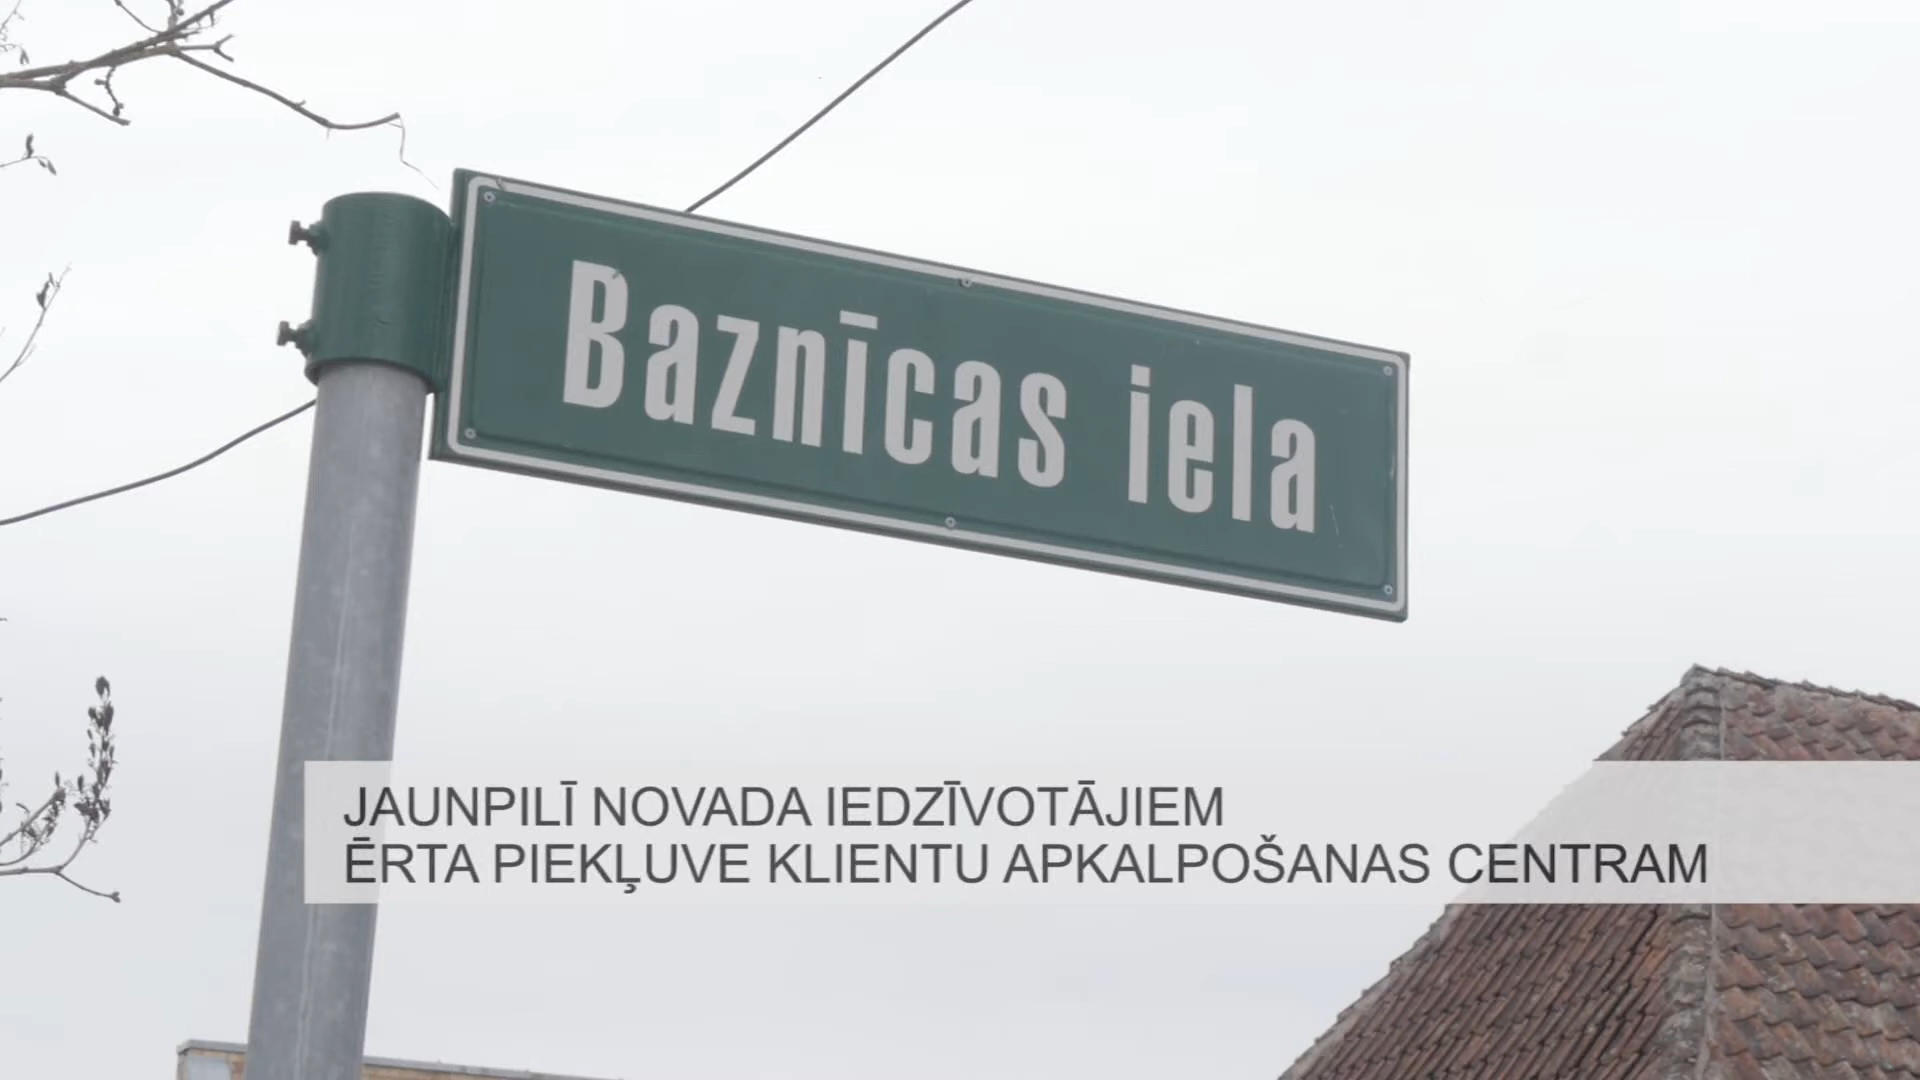 Baznīcas iela
JAUNPILĪ NOVADA IEDZĪVOTĀJIEM
ĒRTA PIEKĻUVE KLIENTU APKALPOŠANAS CENTRAM